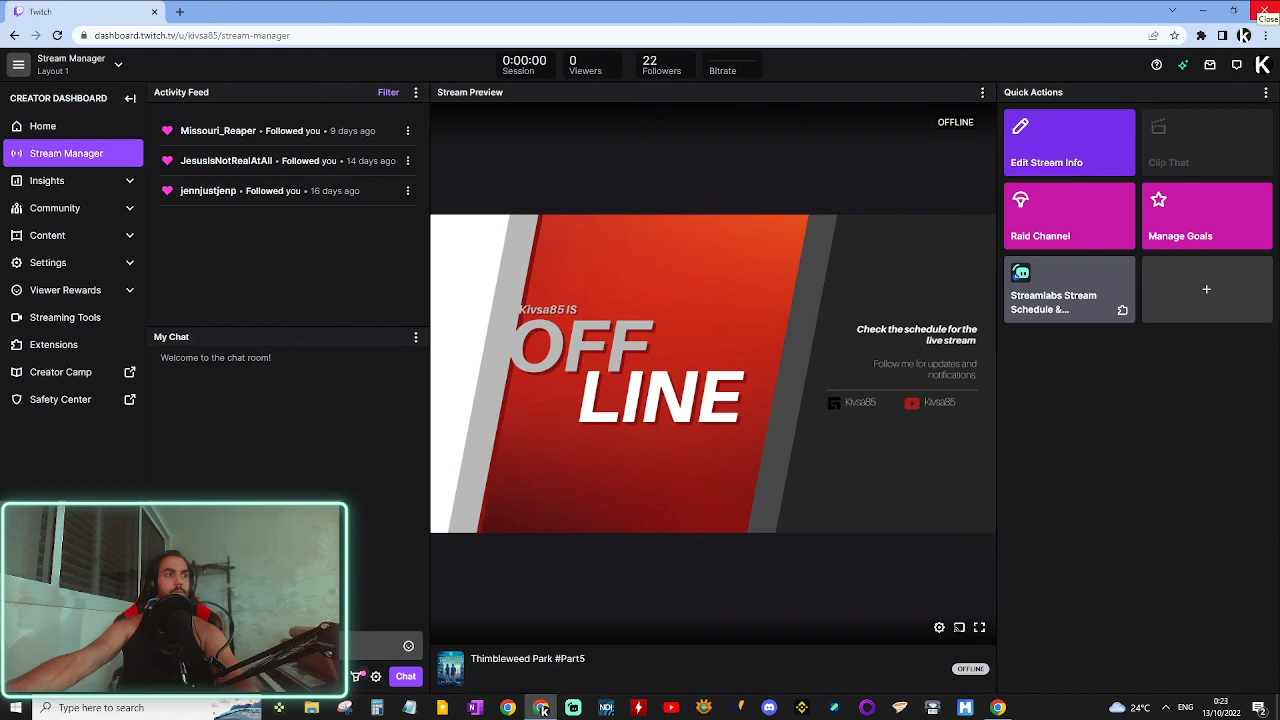 Twitch
Close
dashboard.twitch.tv/u/kivsa85/stream-manager
Stream Manager
Layout 1
0:00:00
Session
0
Viewers
22
Followers
Bitrate
CREATOR DASHBOARD
Home
Stream Manager
Insights
Community
Content
Settings
Viewer Rewards
Streaming Tools
Extensions
Creator Camp
Safety Center
Activity Feed
Filter
Missouri_Reaper • Followed you • 9 days ago
JesusIsNotRealAtAll • Followed you • 14 days ago
jennjustjenp • Followed you • 16 days ago
My Chat
Welcome to the chat room!
Chat
Stream Preview
OFFLINE
Kivsa85 IS
OFF
LINE
Check the schedule for the
live stream
Follow me for updates and
notifications:
Kivsa85
Kivsa85
Thimbleweed Park #Part5
OFFLINE
Quick Actions
Edit Stream Info
Clip That
Raid Channel
Manage Goals
Streamlabs Stream
Schedule &...
Type here to search
24°C
ENG
0:23
13/10/2022